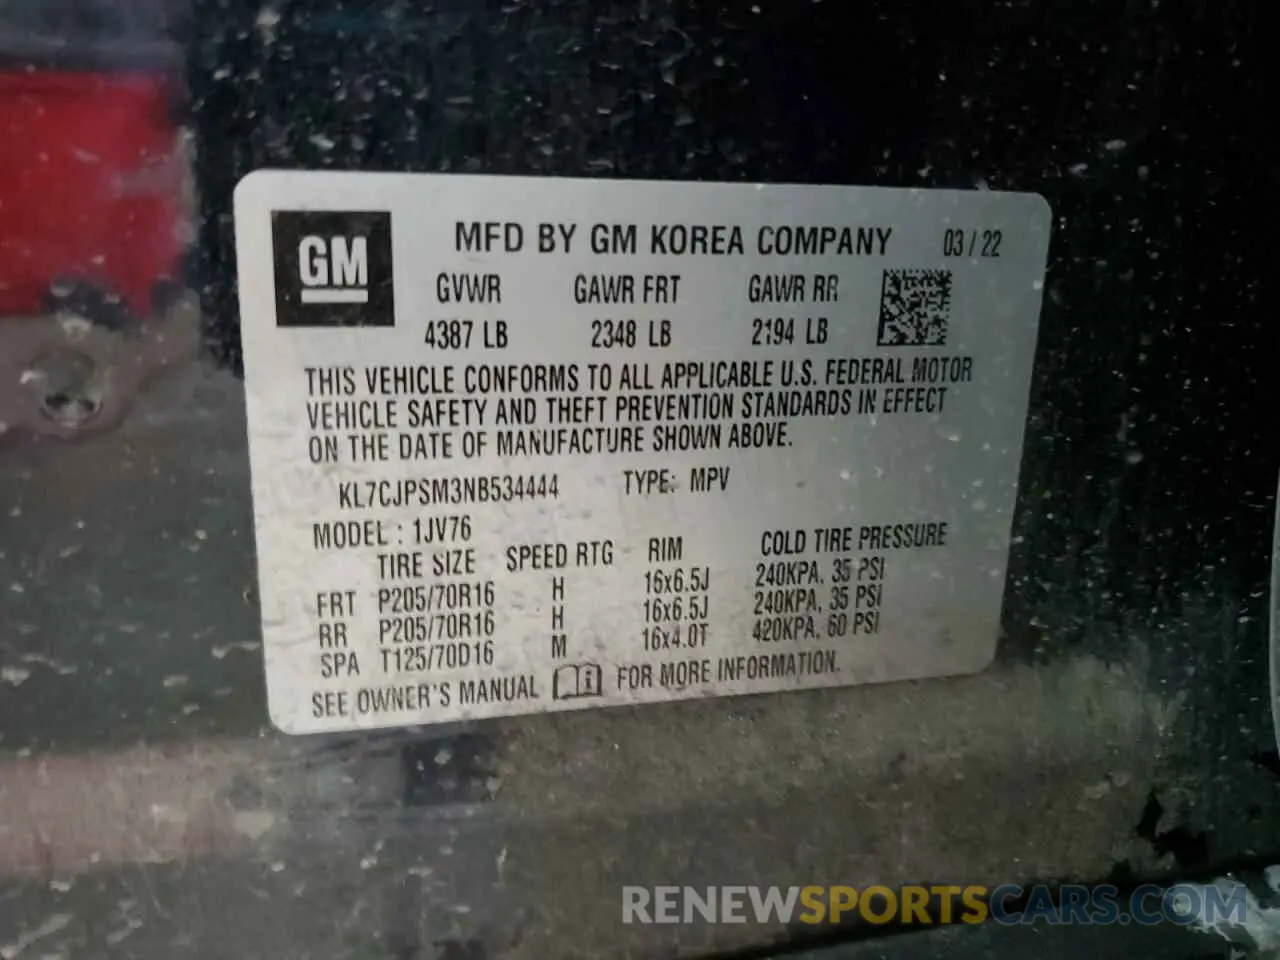 GM
MFD BY GM KOREA COMPANY 03 / 22
GVWR GAWR FRT GAWR RR
4387 LB 2348 LB 2194 LB
THIS VEHICLE CONFORMS TO ALL APPLICABLE U.S. FEDERAL MOTOR
VEHICLE SAFETY AND THEFT PREVENTION STANDARDS IN EFFECT
ON THE DATE OF MANUFACTURE SHOWN ABOVE.
KL7CJPSM3NB534444 TYPE: MPV
MODEL : 1JV76
TIRE SIZE SPEED RTG RIM COLD TIRE PRESSURE
FRT P205/70R16 H 16x6.5J 240KPA, 35 PSI
RR P205/70R16 H 16x6.5J 240KPA, 35 PSI
SPA T125/70D16 M 16x4.0T 420KPA, 60 PSI
SEE OWNER'S MANUAL FOR MORE INFORMATION.
RENEWSPORTSCARS.COM